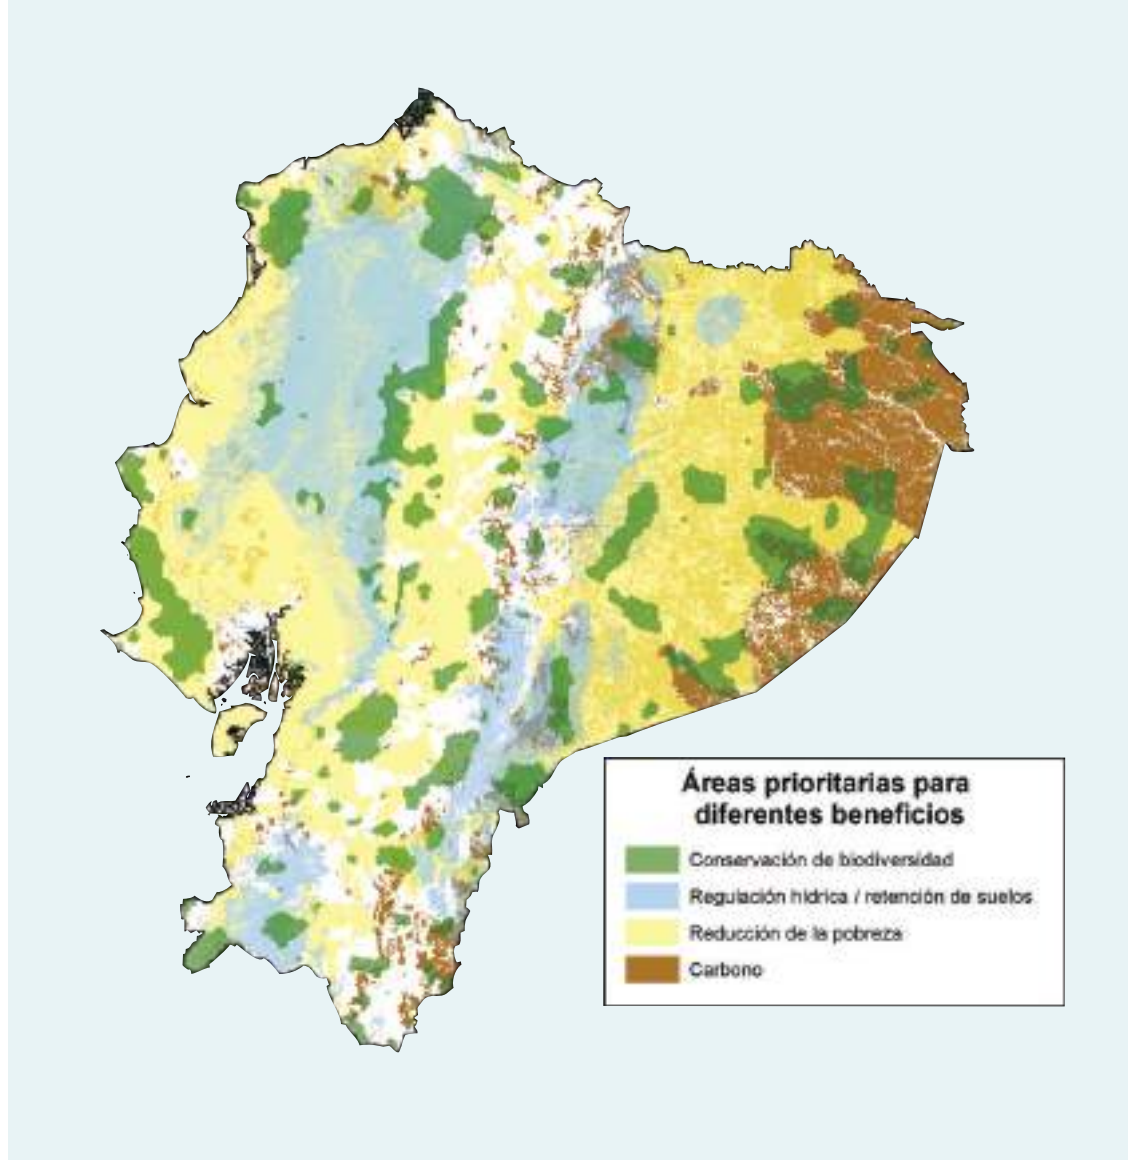 Áreas prioritarias para
diferentes beneficios
Conservación de biodiversidad
Regulación hídrica / retención de suelos
Reducción de la pobreza
Carbono